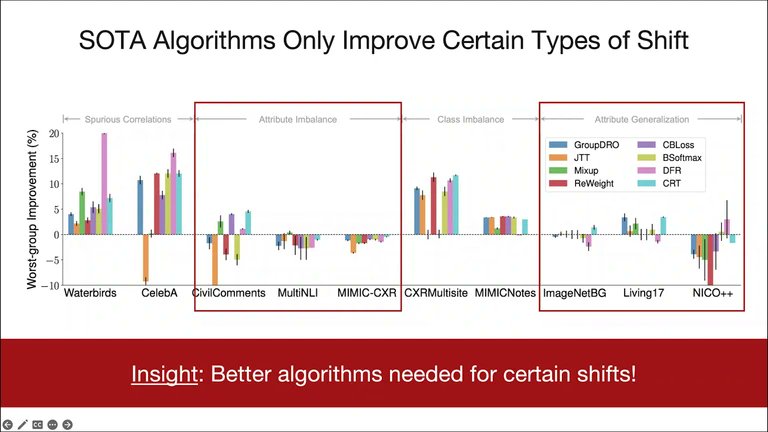 SOTA Algorithms Only Improve Certain Types of Shift
Spurious Correlations
Attribute Imbalance
Class Imbalance
Attribute Generalization
Worst-group Improvement (%)
20
15
10
5
0
−5
−10
GroupDRO
JTT
Mixup
ReWeight
CBLoss
BSoftmax
DFR
CRT
Waterbirds
CelebA
CivilComments
MultiNLI
MIMIC-CXR
CXRMultisite
MIMICNotes
ImageNetBG
Living17
NICO++
Insight: Better algorithms needed for certain shifts!
CC